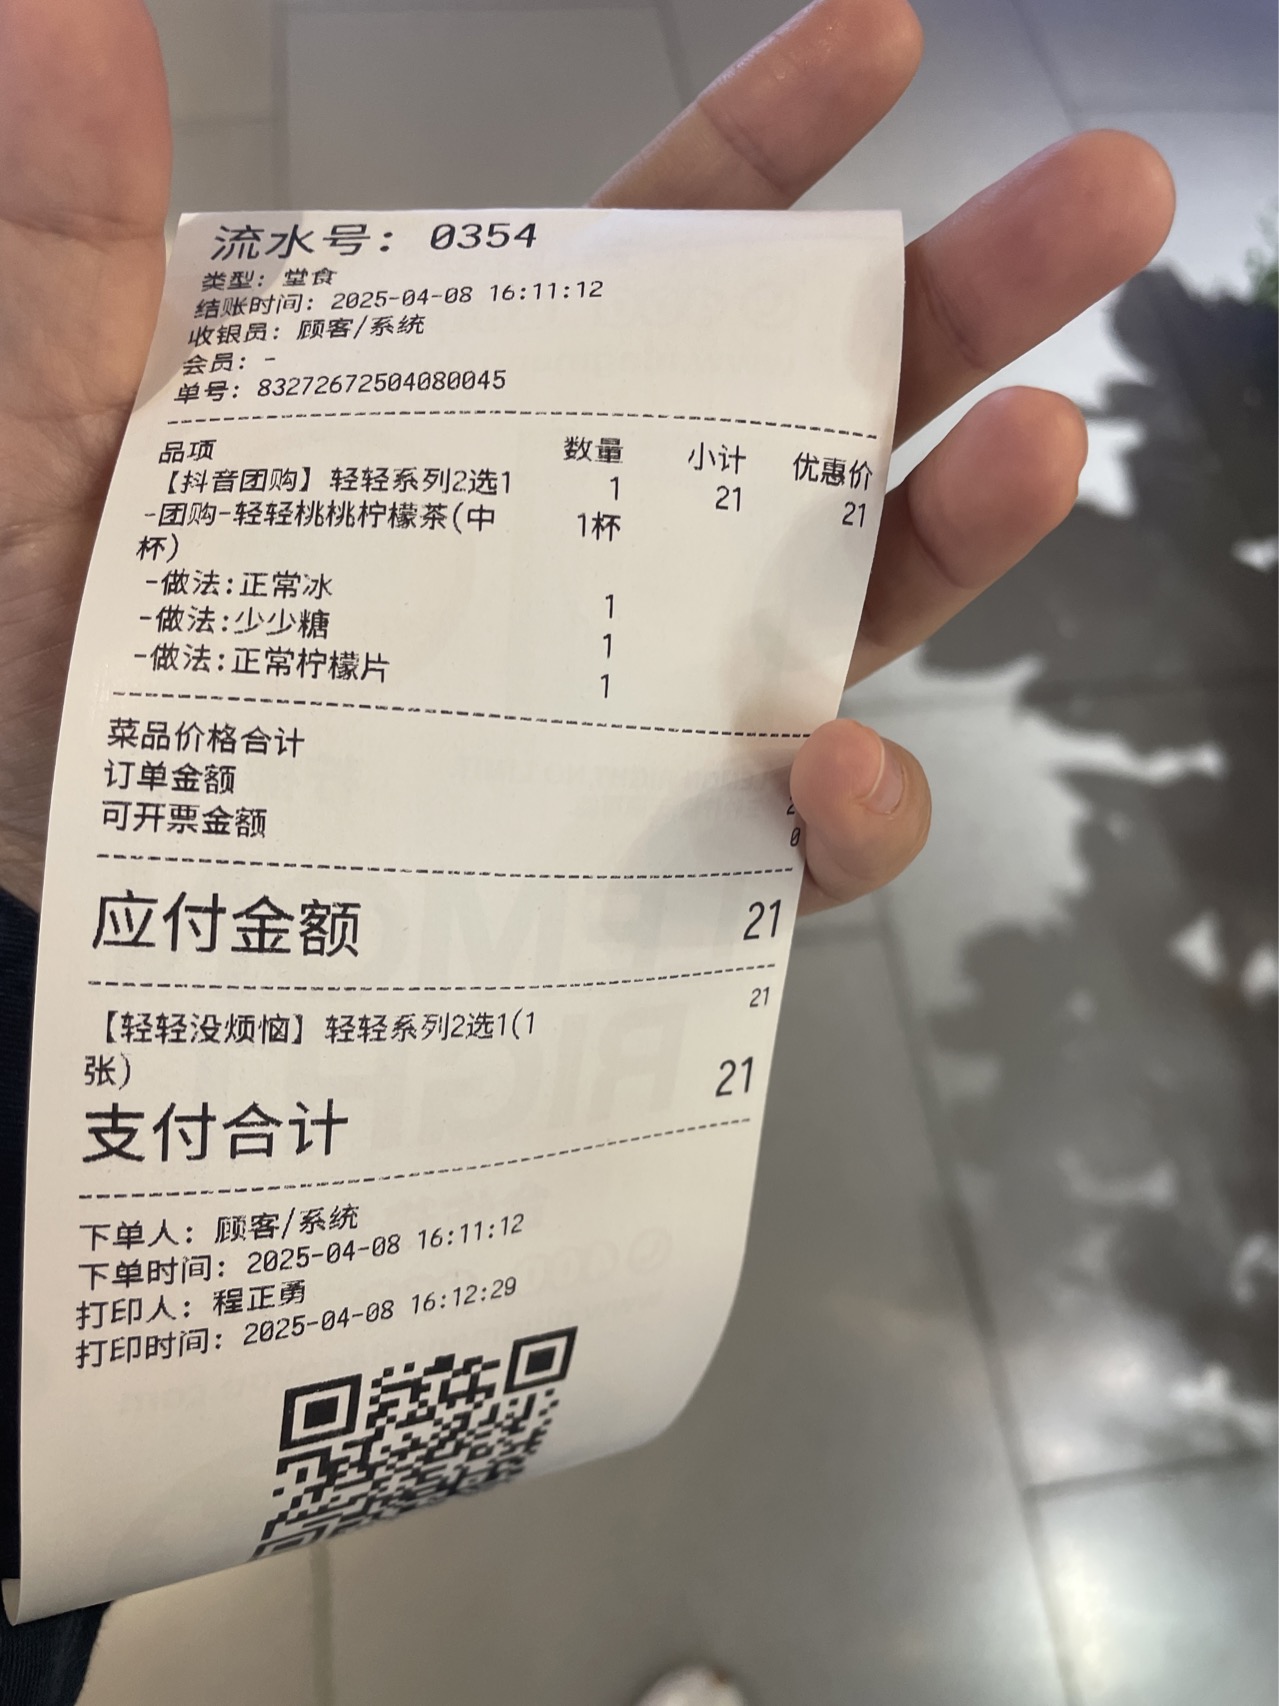 流水号: 0354
类型: 堂食
结账时间: 2025-04-08 16:11:12
收银员: 顾客/系统
会员: -
单号: 83272672504080045
品项 数量 小计 优惠价
【抖音团购】轻轻系列2选1 1 21 21
-团购-轻轻桃桃柠檬茶(中 1杯
杯)
-做法:正常冰 1
-做法:少少糖 1
-做法:正常柠檬片 1
菜品价格合计
订单金额
可开票金额 0
应付金额 21
【轻轻没烦恼】轻轻系列2选1(1 21
张)
支付合计 21
下单人: 顾客/系统
下单时间: 2025-04-08 16:11:12
打印人: 程正勇
打印时间: 2025-04-08 16:12:29